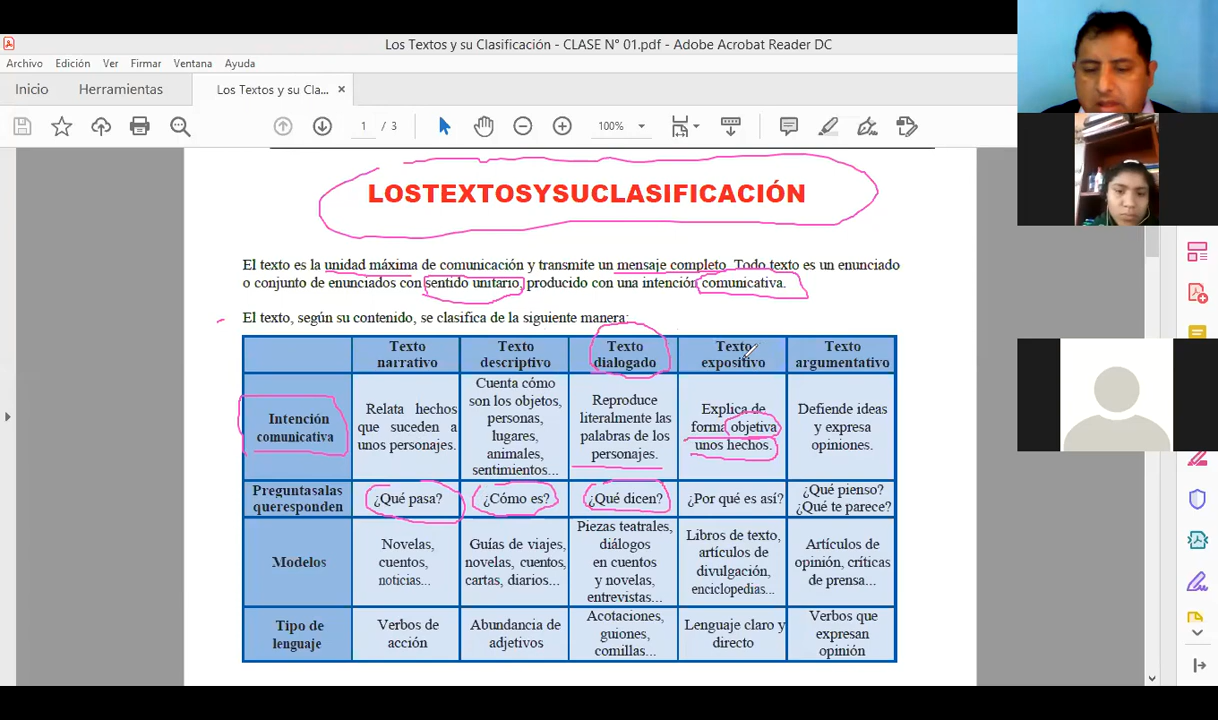 Los Textos y su Clasificación - CLASE N° 01.pdf - Adobe Acrobat Reader DC
Archivo Edición Ver Firmar Ventana Ayuda
Inicio Herramientas Los Textos y su Cla... ×
1 / 3 100%
LOSTEXTOSYSUCLASIFICACIÓN
El texto es la unidad máxima de comunicación y transmite un mensaje completo. Todo texto es un enunciado
o conjunto de enunciados con sentido unitario, producido con una intención comunicativa.
El texto, según su contenido, se clasifica de la siguiente manera:
Texto
narrativo
Texto
descriptivo
Texto
dialogado
Texto
expositivo
Texto
argumentativo
Intención
comunicativa
Relata hechos
que suceden a
unos personajes.
Cuenta cómo
son los objetos,
personas,
lugares,
animales,
sentimientos...
Reproduce
literalmente las
palabras de los
personajes.
Explica de
forma objetiva
unos hechos.
Defiende ideas
y expresa
opiniones.
Preguntasalas
queresponden
¿Qué pasa?
¿Cómo es?
¿Qué dicen?
¿Por qué es así?
¿Qué pienso?
¿Qué te parece?
Modelos
Novelas,
cuentos,
noticias...
Guías de viajes,
novelas, cuentos,
cartas, diarios...
Piezas teatrales,
diálogos
en cuentos
y novelas,
entrevistas...
Libros de texto,
artículos de
divulgación,
enciclopedias...
Artículos de
opinión, críticas
de prensa...
Tipo de
lenguaje
Verbos de
acción
Abundancia de
adjetivos
Acotaciones,
guiones,
comillas...
Lenguaje claro y
directo
Verbos que
expresan
opinión